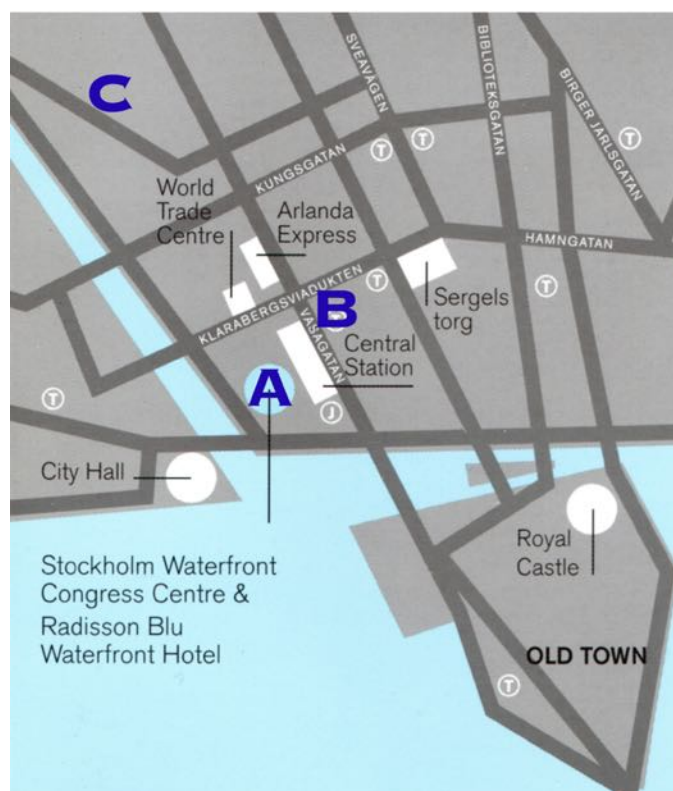 C
SVEAVÄGEN
BIBLIOTEKSGATAN
BIRGER JARLSGATAN
T
T
T
KUNGSGATAN
World
Trade
Centre
Arlanda
Express
HAMNGATAN
KLARABERGSVIADUKTEN
T
T
B
Sergels
torg
VASAGATAN
Central
Station
A
T
J
City Hall
Stockholm Waterfront
Congress Centre &
Radisson Blu
Waterfront Hotel
Royal
Castle
OLD TOWN
T